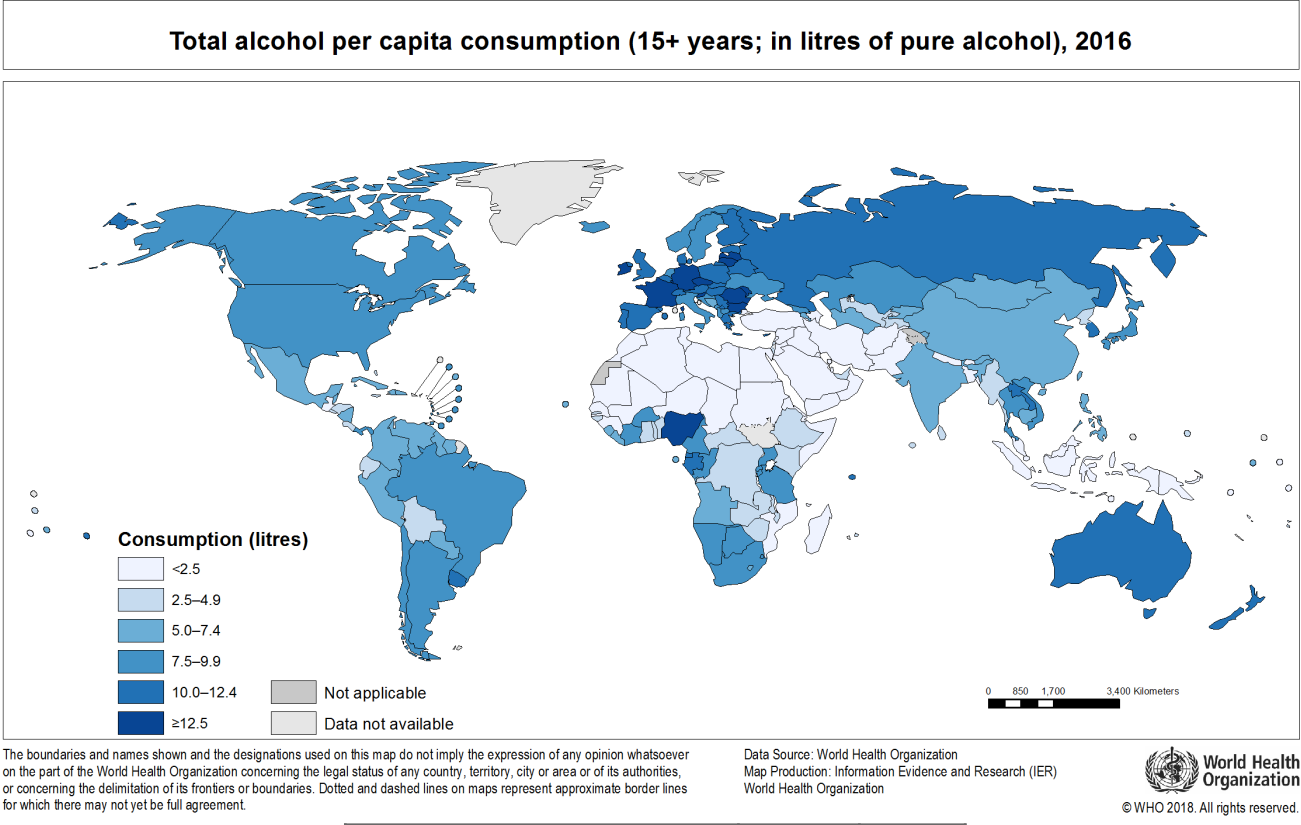 Total alcohol per capita consumption (15+ years; in litres of pure alcohol), 2016
Consumption (litres)
<2.5
2.5–4.9
5.0–7.4
7.5–9.9
10.0–12.4
≥12.5
Not applicable
Data not available
0 850 1,700 3,400 Kilometers
The boundaries and names shown and the designations used on this map do not imply the expression of any opinion whatsoever
on the part of the World Health Organization concerning the legal status of any country, territory, city or area or of its authorities,
or concerning the delimitation of its frontiers or boundaries. Dotted and dashed lines on maps represent approximate border lines
for which there may not yet be full agreement.
Data Source: World Health Organization
Map Production: Information Evidence and Research (IER)
World Health Organization
World Health
Organization
© WHO 2018. All rights reserved.